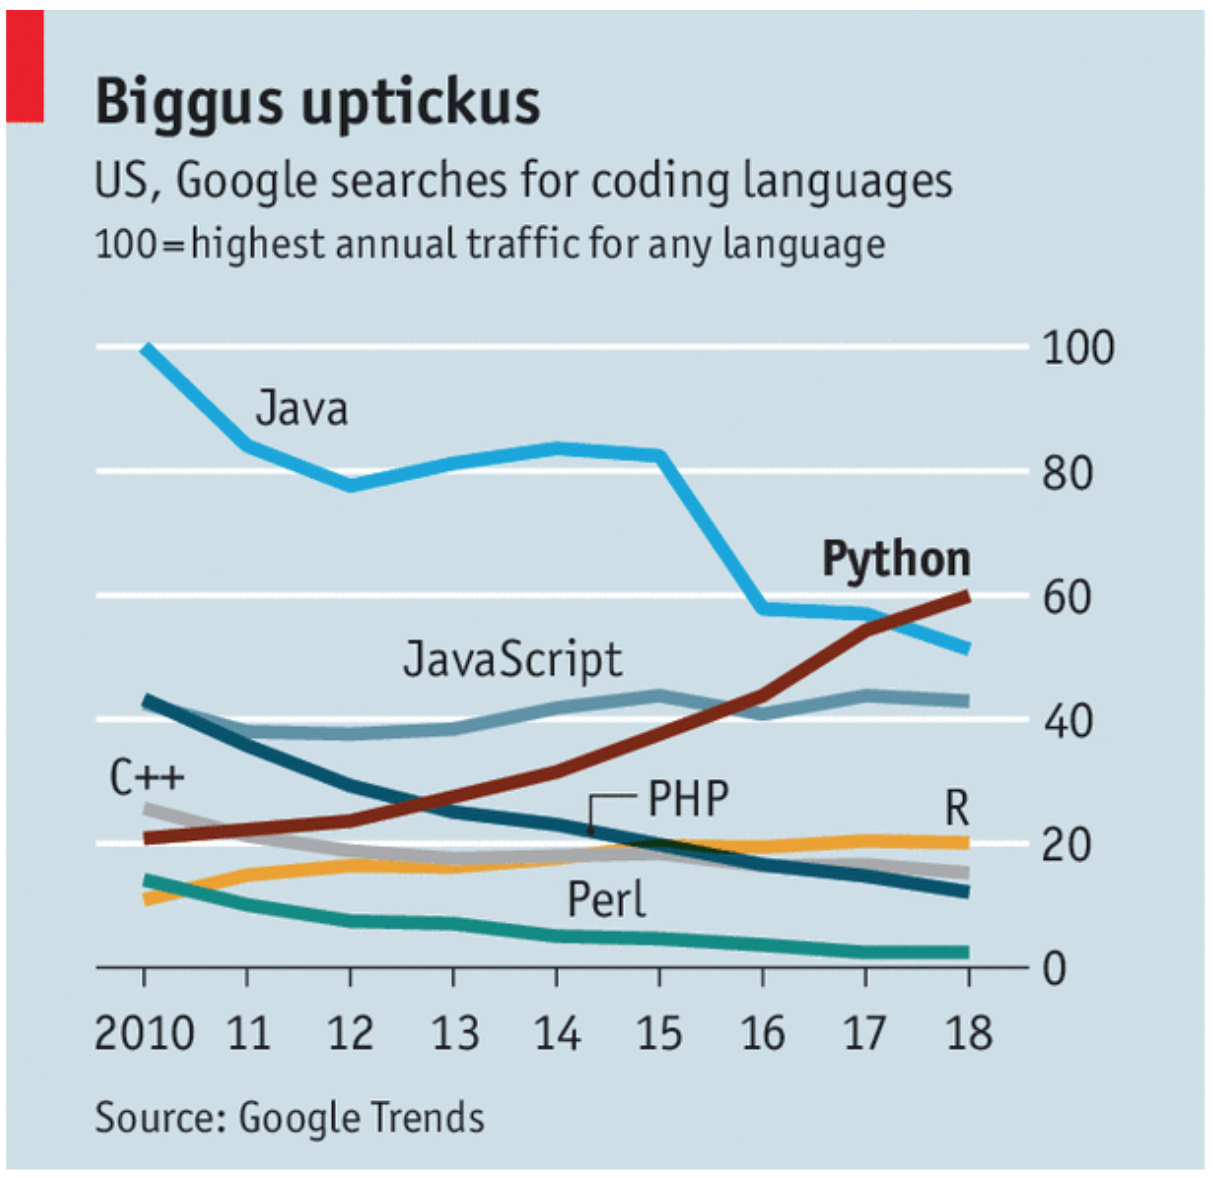 Biggus uptickus
US, Google searches for coding languages
100=highest annual traffic for any language
100
Java
80
Python
60
JavaScript
40
C++
PHP
R
20
Perl
0
2010 11 12 13 14 15 16 17 18
Source: Google Trends